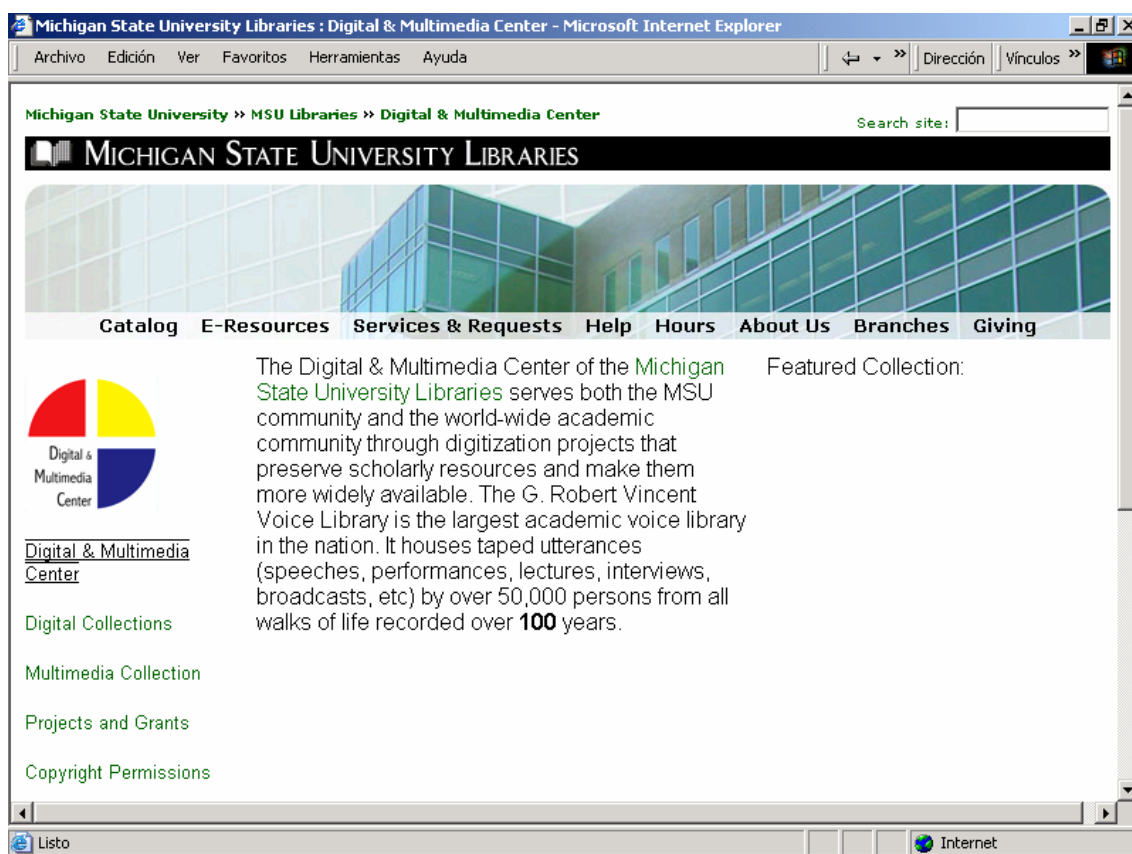 Michigan State University Libraries : Digital & Multimedia Center - Microsoft Internet Explorer
Archivo Edición Ver Favoritos Herramientas Ayuda » Dirección Vínculos »
Michigan State University » MSU Libraries » Digital & Multimedia Center
Search site:
MICHIGAN STATE UNIVERSITY LIBRARIES
Catalog E-Resources Services & Requests Help Hours About Us Branches Giving
Digital &
Multimedia
Center
Digital & Multimedia
Center
Digital Collections
Multimedia Collection
Projects and Grants
Copyright Permissions
The Digital & Multimedia Center of the Michigan
State University Libraries serves both the MSU
community and the world-wide academic
community through digitization projects that
preserve scholarly resources and make them
more widely available. The G. Robert Vincent
Voice Library is the largest academic voice library
in the nation. It houses taped utterances
(speeches, performances, lectures, interviews,
broadcasts, etc) by over 50,000 persons from all
walks of life recorded over 100 years.
Featured Collection:
Listo
Internet